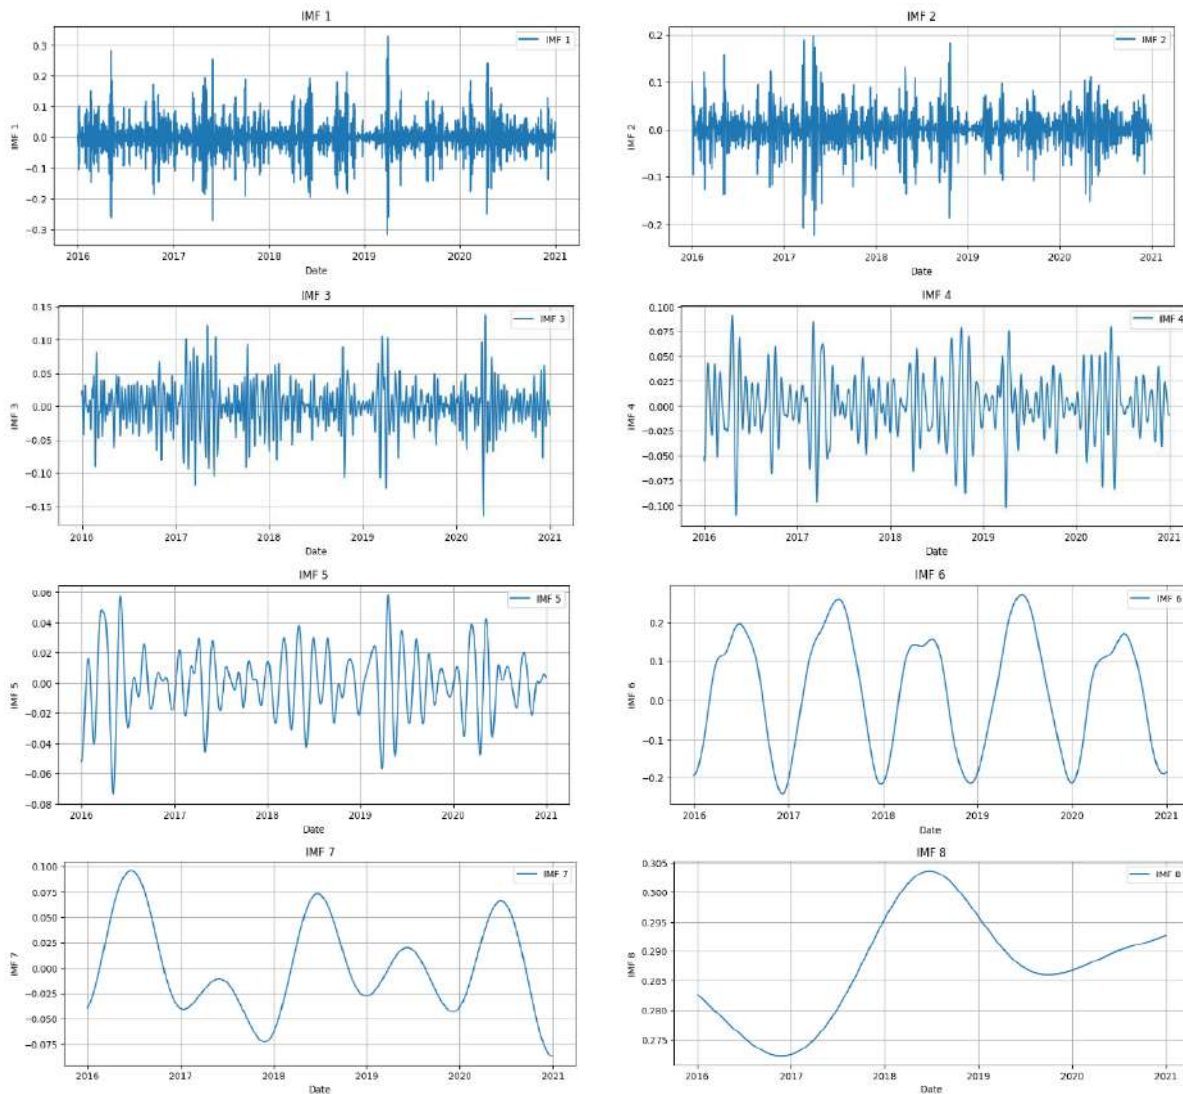 IMF 1
IMF 1
0.3
0.2
0.1
0.0
−0.1
−0.2
−0.3
IMF 1
2016 2017 2018 2019 2020 2021
Date
IMF 2
IMF 2
0.2
0.1
0.0
−0.1
−0.2
IMF 2
2016 2017 2018 2019 2020 2021
Date
IMF 3
IMF 3
0.15
0.10
0.05
0.00
−0.05
−0.10
−0.15
IMF 3
2016 2017 2018 2019 2020 2021
Date
IMF 4
IMF 4
0.100
0.075
0.050
0.025
0.000
−0.025
−0.050
−0.075
−0.100
IMF 4
2016 2017 2018 2019 2020 2021
Date
IMF 5
IMF 5
0.06
0.04
0.02
0.00
−0.02
−0.04
−0.06
−0.08
IMF 5
2016 2017 2018 2019 2020 2021
Date
IMF 6
IMF 6
0.2
0.1
0.0
−0.1
−0.2
IMF 6
2016 2017 2018 2019 2020 2021
Date
IMF 7
IMF 7
0.100
0.075
0.050
0.025
0.000
−0.025
−0.050
−0.075
IMF 7
2016 2017 2018 2019 2020 2021
Date
IMF 8
IMF 8
0.305
0.300
0.295
0.290
0.285
0.280
0.275
IMF 8
2016 2017 2018 2019 2020 2021
Date